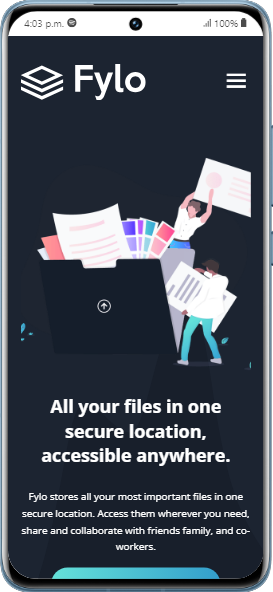 4:03 p.m.
100%
Fylo
All your files in one
secure location,
accessible anywhere.
Fylo stores all your most important files in one
secure location. Access them wherever you need,
share and collaborate with friends family, and co-
workers.